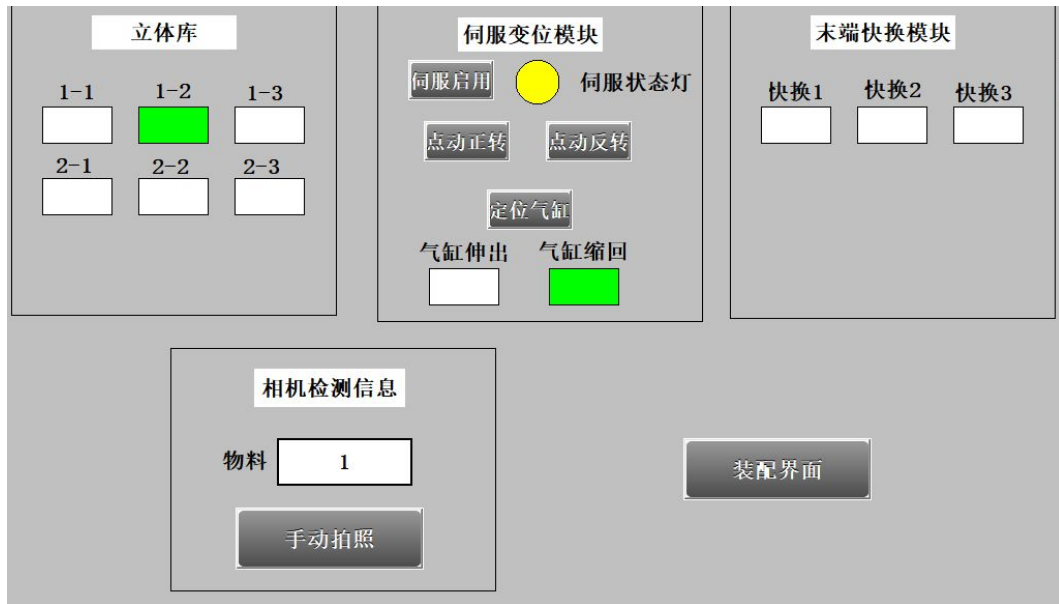 立体库
1-1 1-2 1-3
2-1 2-2 2-3
伺服变位模块
伺服启用 伺服状态灯
点动正转 点动反转
定位气缸
气缸伸出 气缸缩回
末端快换模块
快换1 快换2 快换3
相机检测信息
物料 1
手动拍照
装配界面